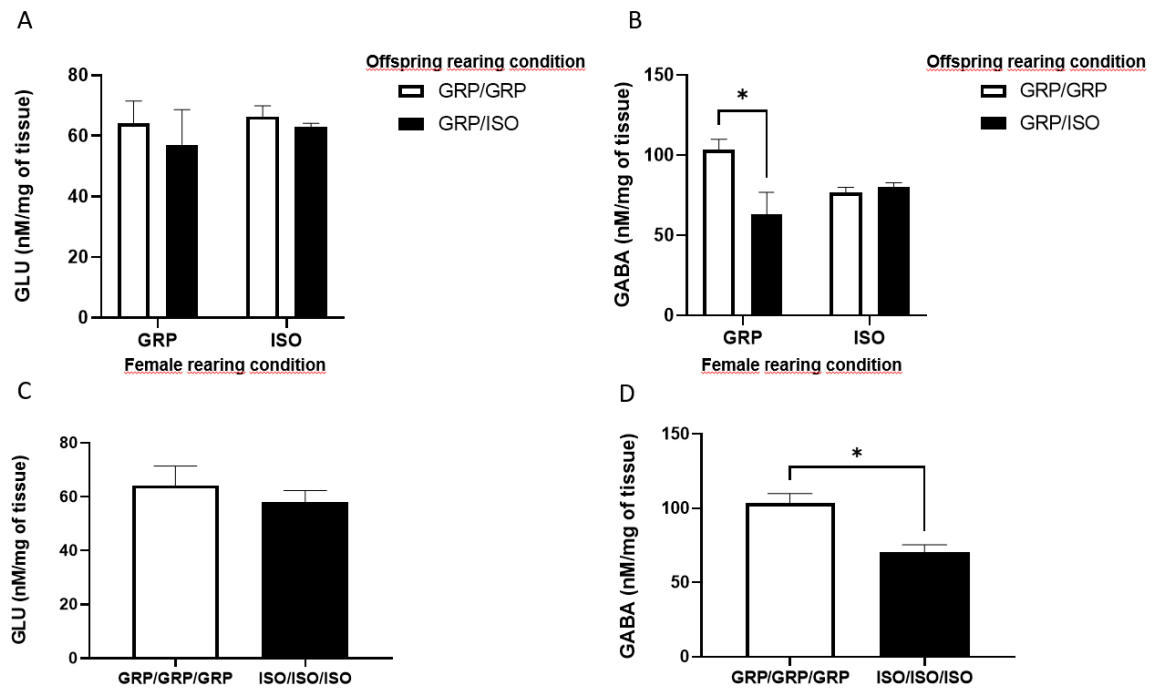 A
Offspring rearing condition
GRP/GRP
GRP/ISO
GLU (nM/mg of tissue)
80
60
40
20
0
GRP
ISO
Female rearing condition
B
Offspring rearing condition
GRP/GRP
GRP/ISO
GABA (nM/mg of tissue)
150
100
50
0
*
GRP
ISO
Female rearing condition
C
GLU (nM/mg of tissue)
80
60
40
20
0
GRP/GRP/GRP
ISO/ISO/ISO
D
GABA (nM/mg of tissue)
150
100
50
0
*
GRP/GRP/GRP
ISO/ISO/ISO